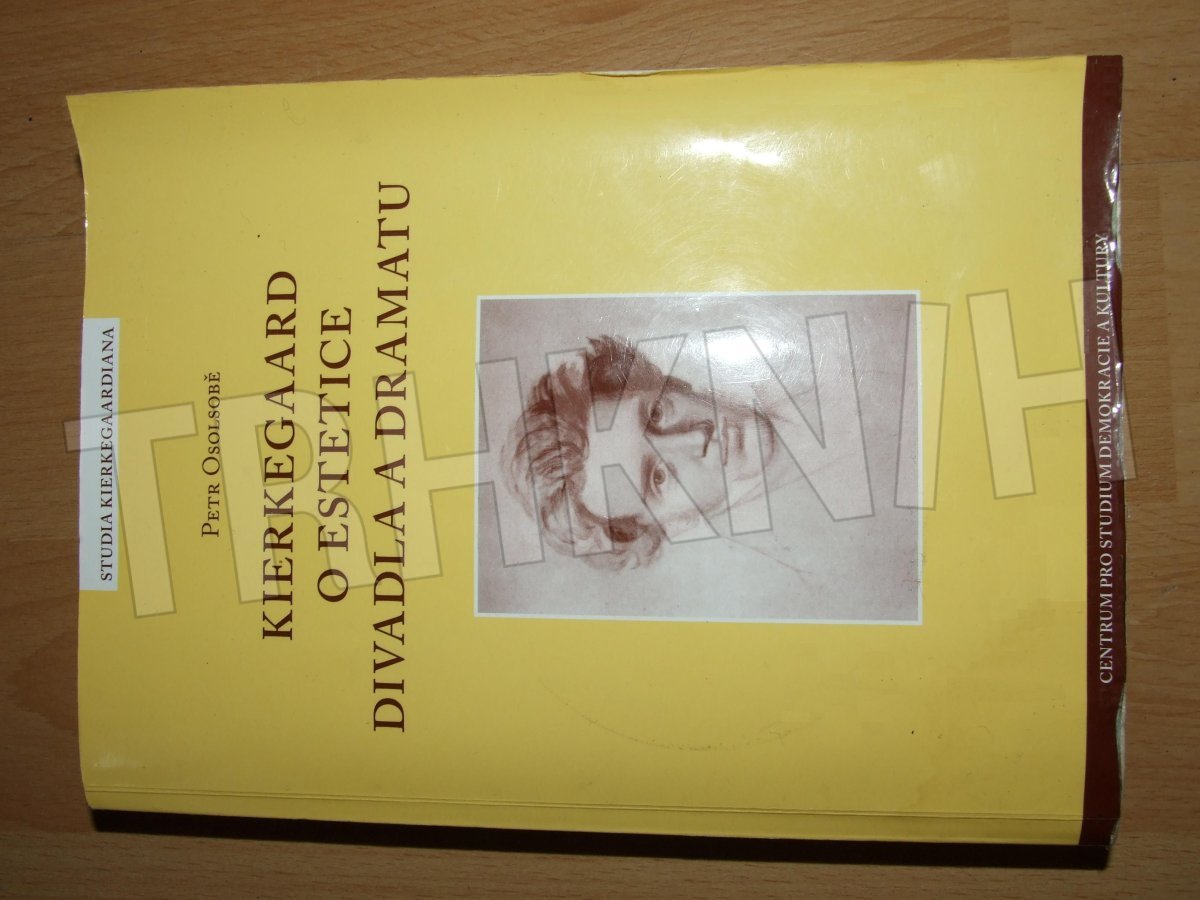 STUDIA KIERKEGAARDIANA
PETR OSOLSOBĚ
KIERKEGAARD
O ESTETICE
DIVADLA A DRAMATU
CENTRUM PRO STUDIUM DEMOKRACIE A KULTURY
TRHKNIH